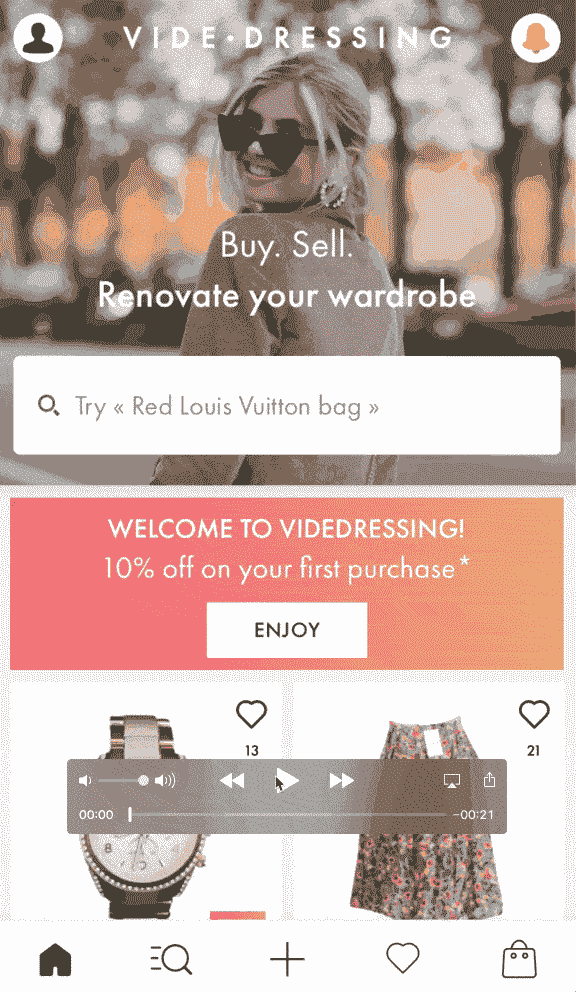 VIDE•DRESSING
Buy. Sell.
Renovate your wardrobe
Try « Red Louis Vuitton bag »
WELCOME TO VIDEDRESSING!
10% off on your first purchase*
ENJOY
13
21
00:00
−00:21
8